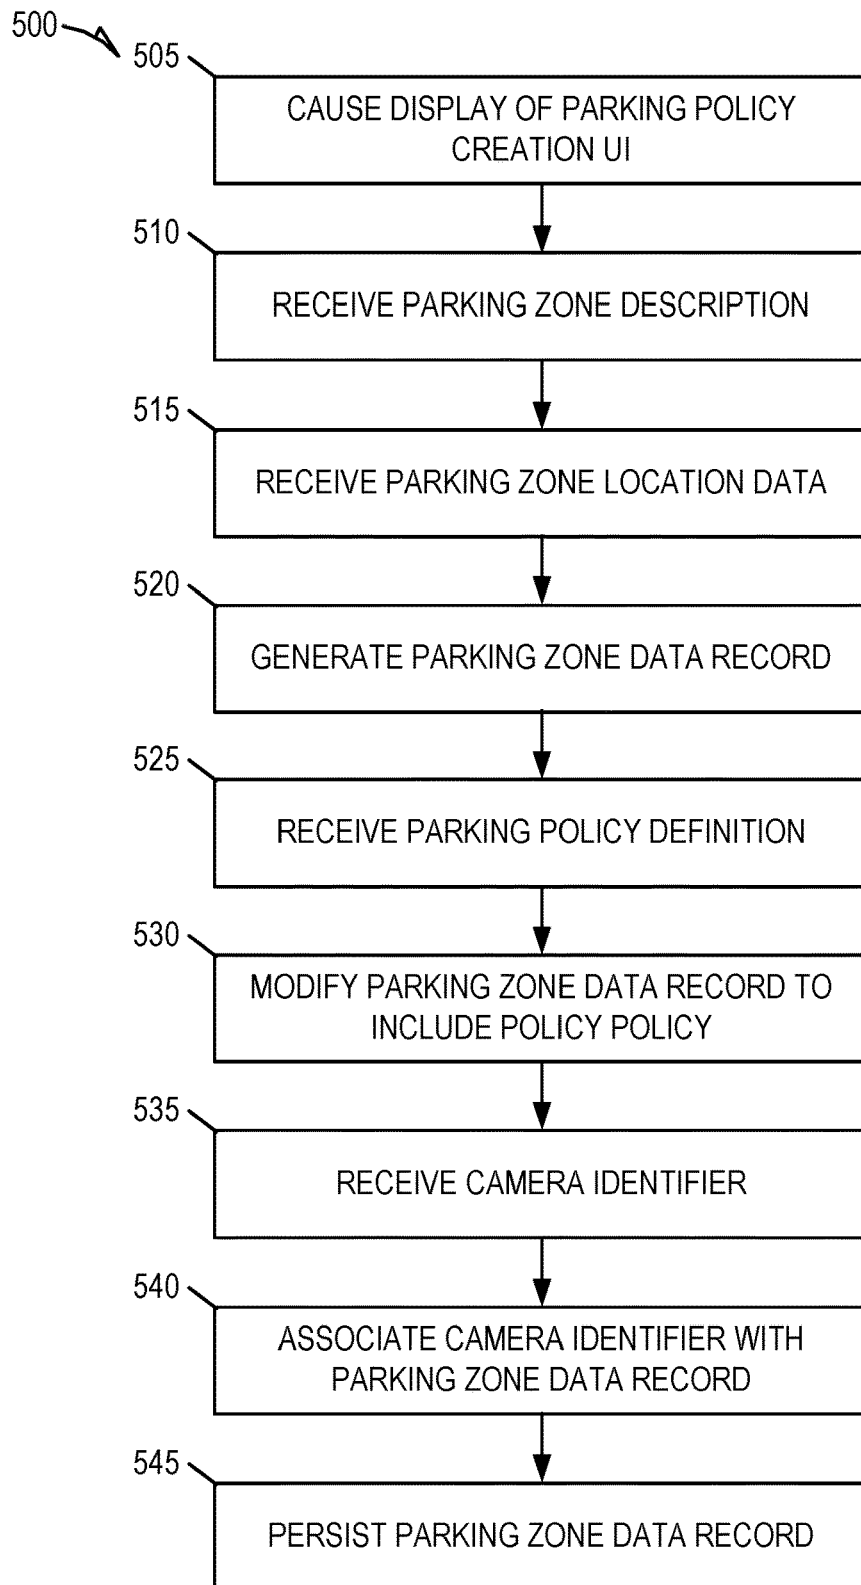 500
505
CAUSE DISPLAY OF PARKING POLICY
CREATION UI
510
RECEIVE PARKING ZONE DESCRIPTION
515
RECEIVE PARKING ZONE LOCATION DATA
520
GENERATE PARKING ZONE DATA RECORD
525
RECEIVE PARKING POLICY DEFINITION
530
MODIFY PARKING ZONE DATA RECORD TO
INCLUDE POLICY POLICY
535
RECEIVE CAMERA IDENTIFIER
540
ASSOCIATE CAMERA IDENTIFIER WITH
PARKING ZONE DATA RECORD
545
PERSIST PARKING ZONE DATA RECORD